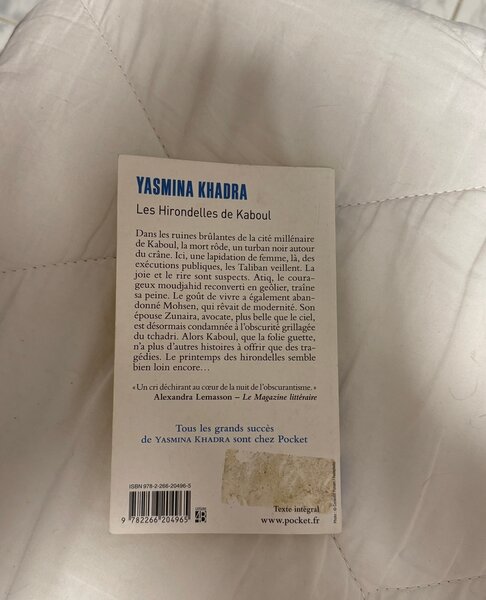 YASMINA KHADRA
Les Hirondelles de Kaboul
Dans les ruines brûlantes de la cité millénaire
de Kaboul, la mort rôde, un turban noir autour
du crâne. Ici, une lapidation de femme, là, des
exécutions publiques, les Taliban veillent. La
joie et le rire sont suspects. Atiq, le coura-
geux moudjahid reconverti en geôlier, traîne
sa peine. Le goût de vivre a également aban-
donné Mohsen, qui rêvait de modernité. Son
épouse Zunaira, avocate, plus belle que le ciel,
est désormais condamnée à l'obscurité grillagée
du tchadri. Alors Kaboul, que la folie guette,
n'a plus d'autres histoires à offrir que des tra-
gédies. Le printemps des hirondelles semble
bien loin encore…
« Un cri déchirant au cœur de la nuit de l'obscurantisme. »
Alexandra Lemasson – Le Magazine littéraire
Tous les grands succès
de YASMINA KHADRA sont chez Pocket
ISBN 978-2-266-20496-5
9 782266 204965
Texte intégral
www.pocket.fr